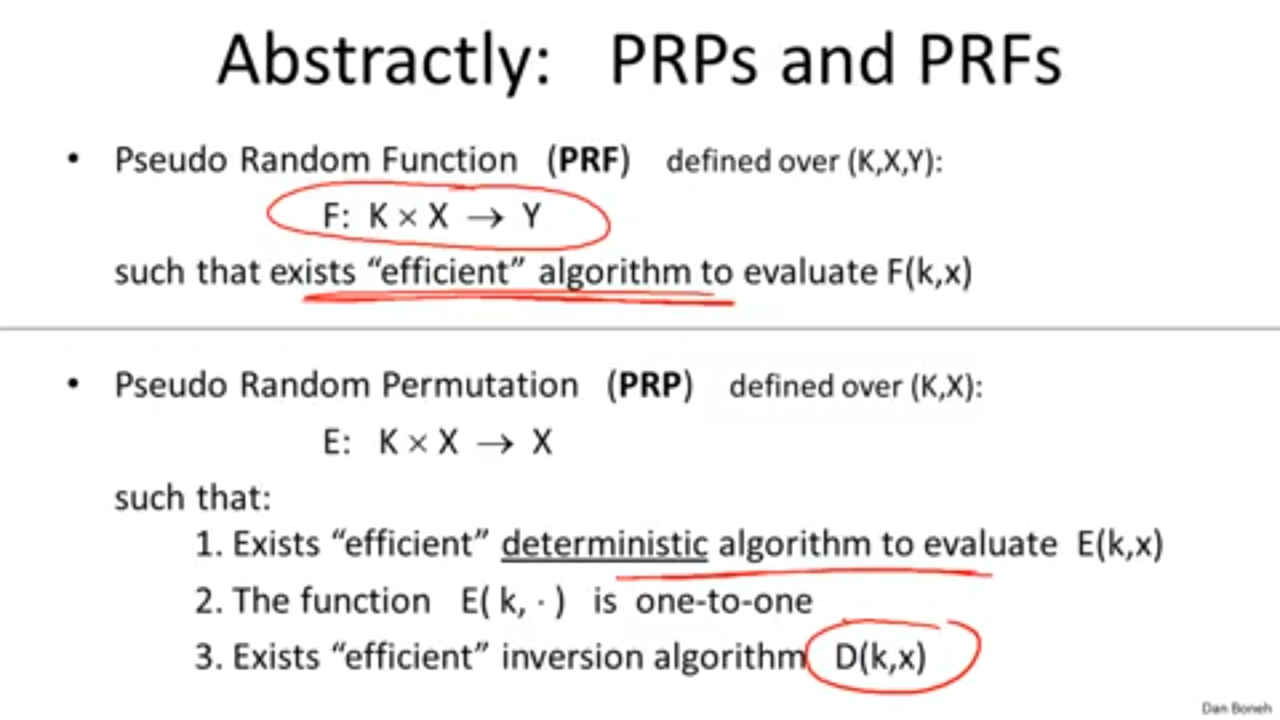 Abstractly: PRPs and PRFs
• Pseudo Random Function (PRF) defined over (K,X,Y):
F: K × X → Y
such that exists “efficient” algorithm to evaluate F(k,x)
• Pseudo Random Permutation (PRP) defined over (K,X):
E: K × X → X
such that:
1. Exists “efficient” deterministic algorithm to evaluate E(k,x)
2. The function E( k, · ) is one-to-one
3. Exists “efficient” inversion algorithm D(k,x)
Dan Boneh